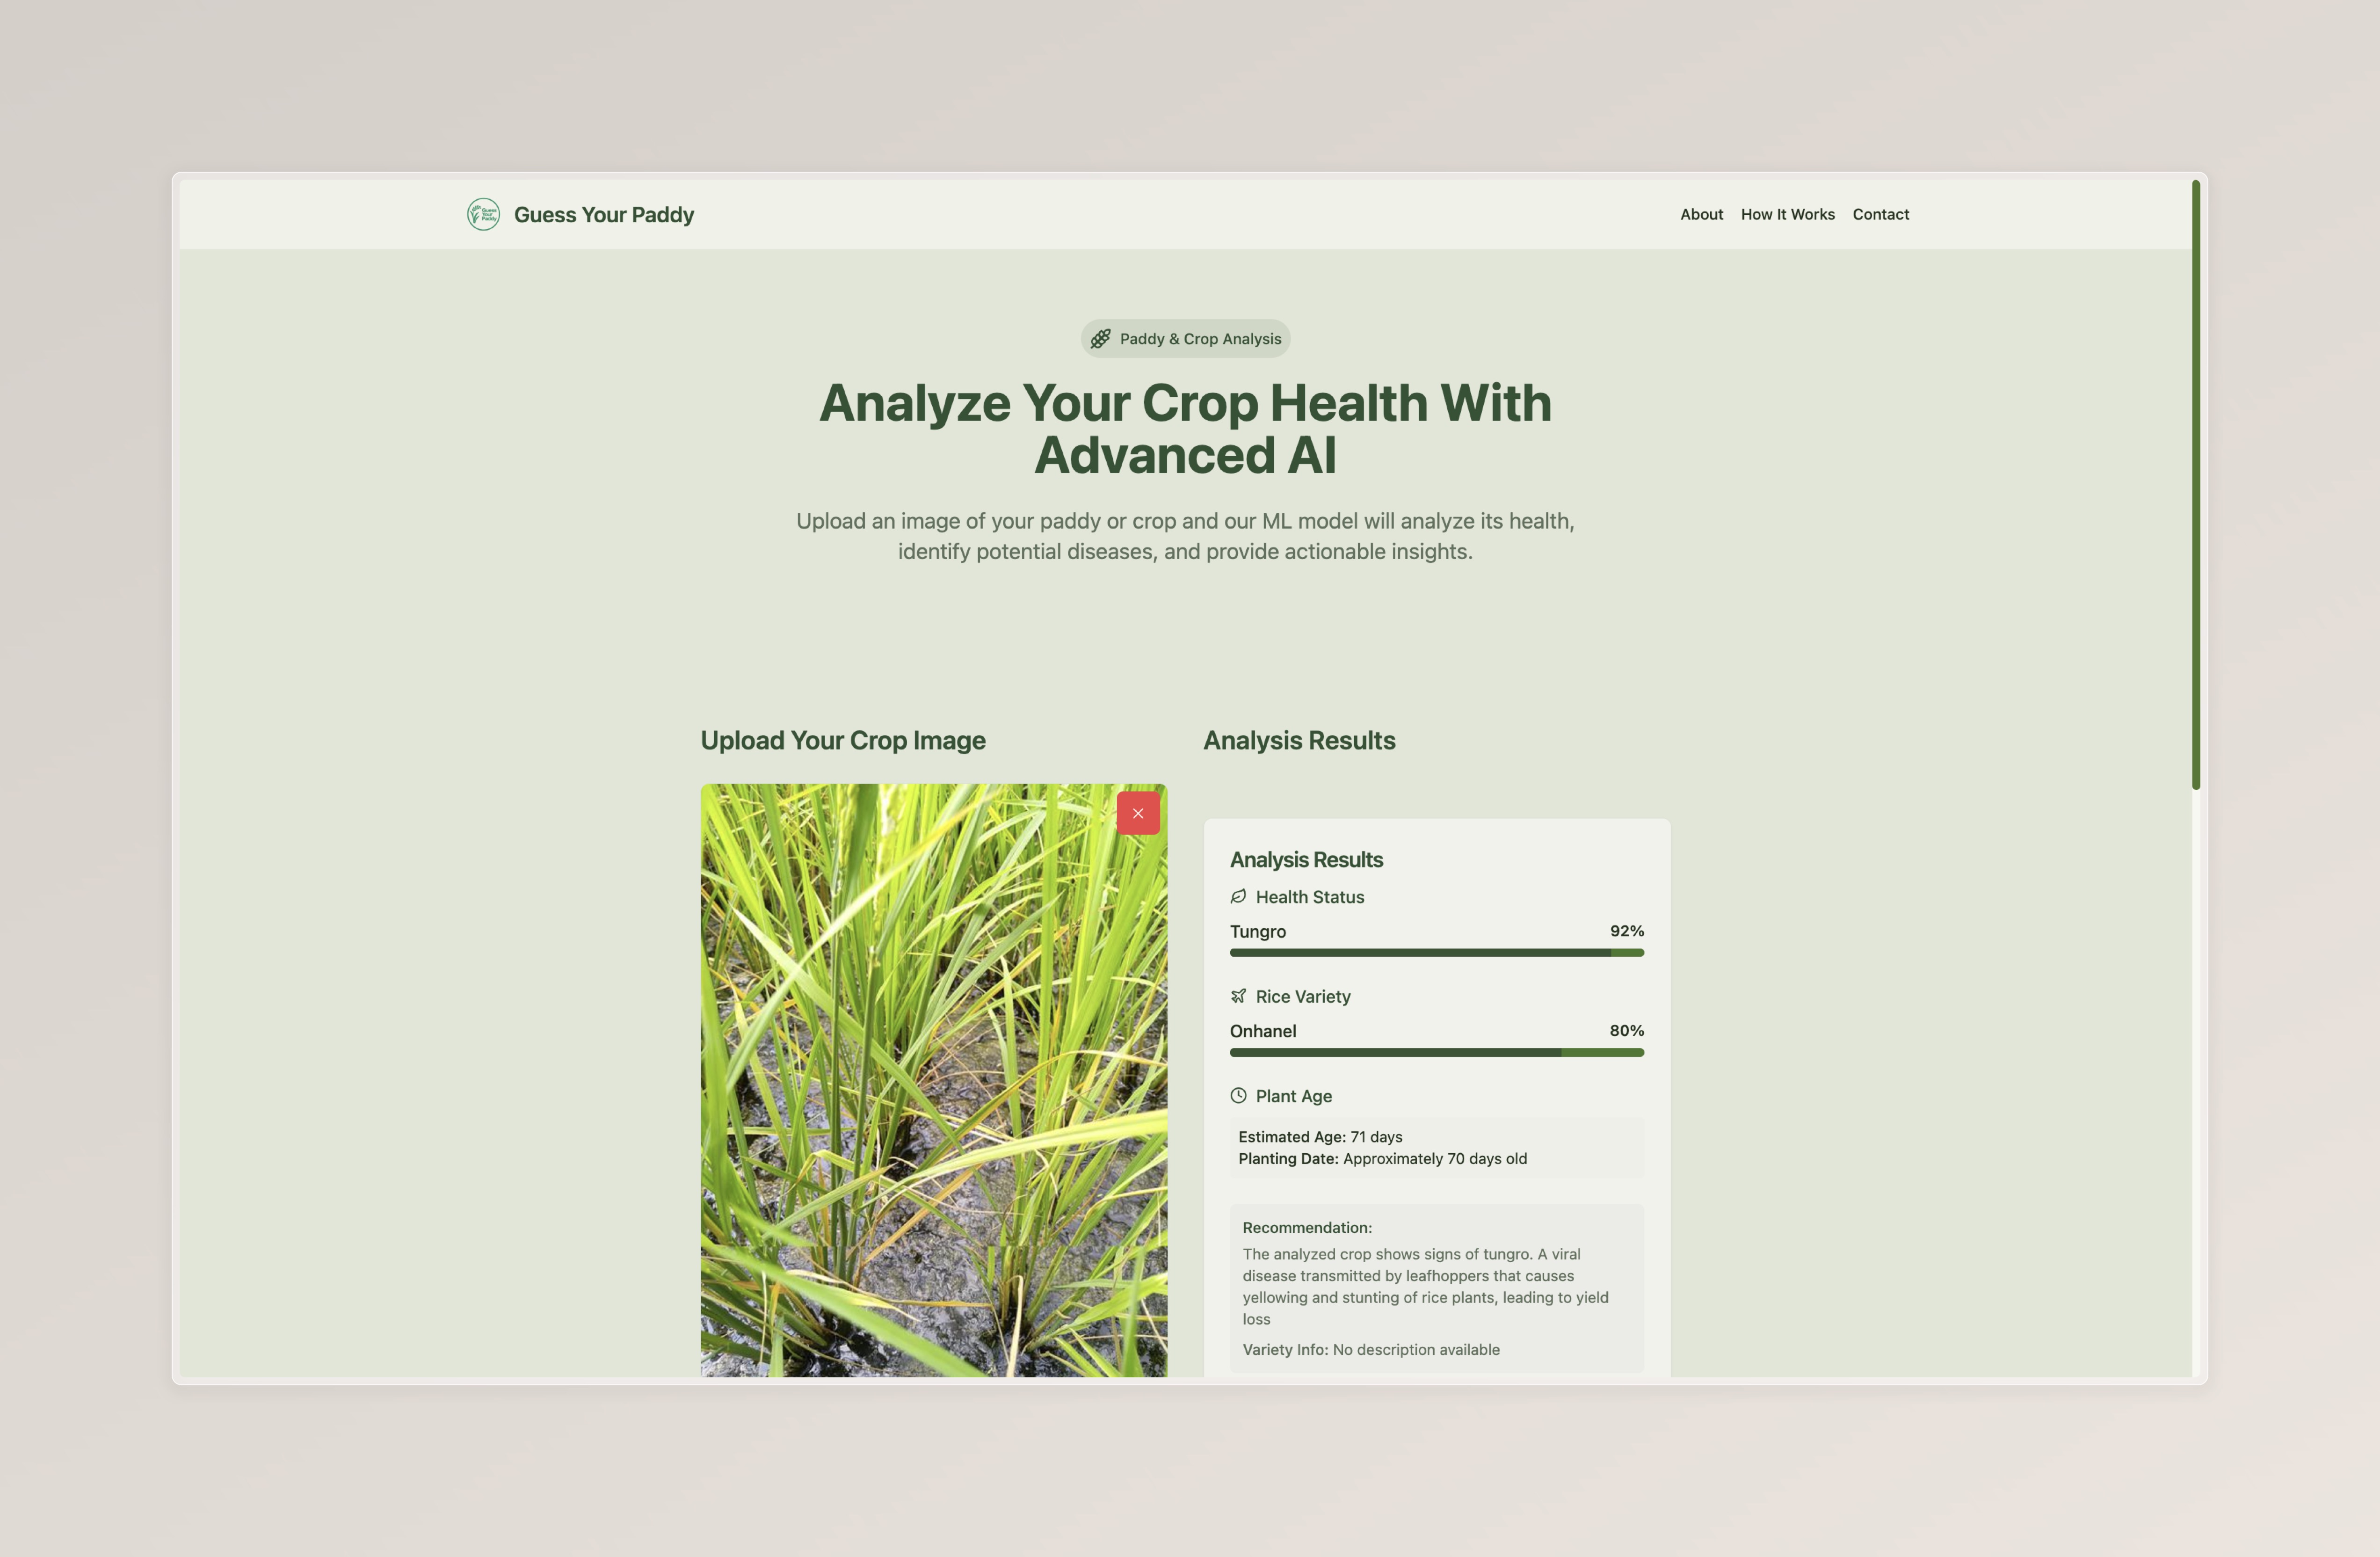 Guess Your Paddy
Guess Your Paddy
About
How It Works
Contact
Paddy & Crop Analysis
Analyze Your Crop Health With
Advanced AI
Upload an image of your paddy or crop and our ML model will analyze its health,
identify potential diseases, and provide actionable insights.
Upload Your Crop Image
Analysis Results
Analysis Results
Health Status
Tungro 92%
Rice Variety
Onhanel 80%
Plant Age
Estimated Age: 71 days
Planting Date: Approximately 70 days old
Recommendation:
The analyzed crop shows signs of tungro. A viral
disease transmitted by leafhoppers that causes
yellowing and stunting of rice plants, leading to yield
loss
Variety Info: No description available